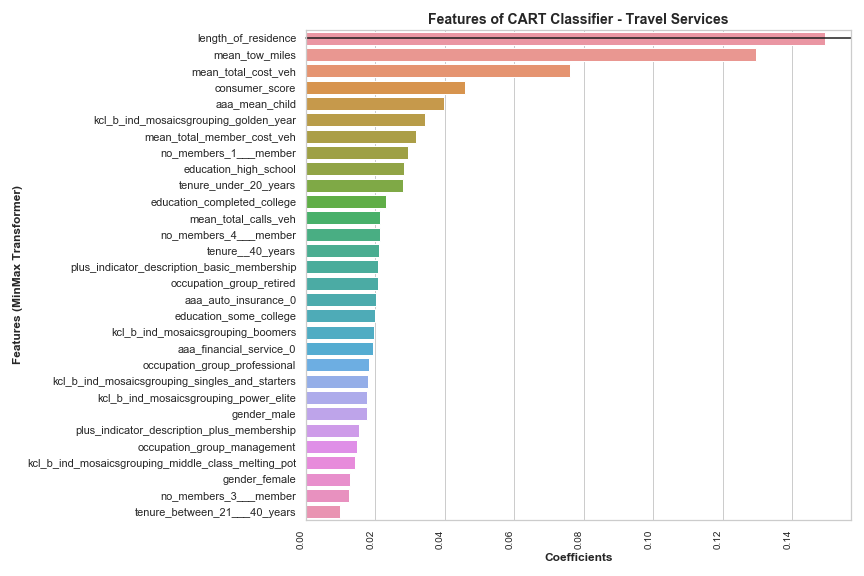 Features of CART Classifier - Travel Services
length_of_residence
mean_tow_miles
mean_total_cost_veh
consumer_score
aaa_mean_child
kcl_b_ind_mosaicsgrouping_golden_year
mean_total_member_cost_veh
no_members_1___member
education_high_school
tenure_under_20_years
education_completed_college
mean_total_calls_veh
no_members_4___member
tenure__40_years
plus_indicator_description_basic_membership
occupation_group_retired
aaa_auto_insurance_0
education_some_college
kcl_b_ind_mosaicsgrouping_boomers
aaa_financial_service_0
occupation_group_professional
kcl_b_ind_mosaicsgrouping_singles_and_starters
kcl_b_ind_mosaicsgrouping_power_elite
gender_male
plus_indicator_description_plus_membership
occupation_group_management
kcl_b_ind_mosaicsgrouping_middle_class_melting_pot
gender_female
no_members_3___member
tenure_between_21___40_years
Features (MinMax Transformer)
0.00
0.02
0.04
0.06
0.08
0.10
0.12
0.14
Coefficients